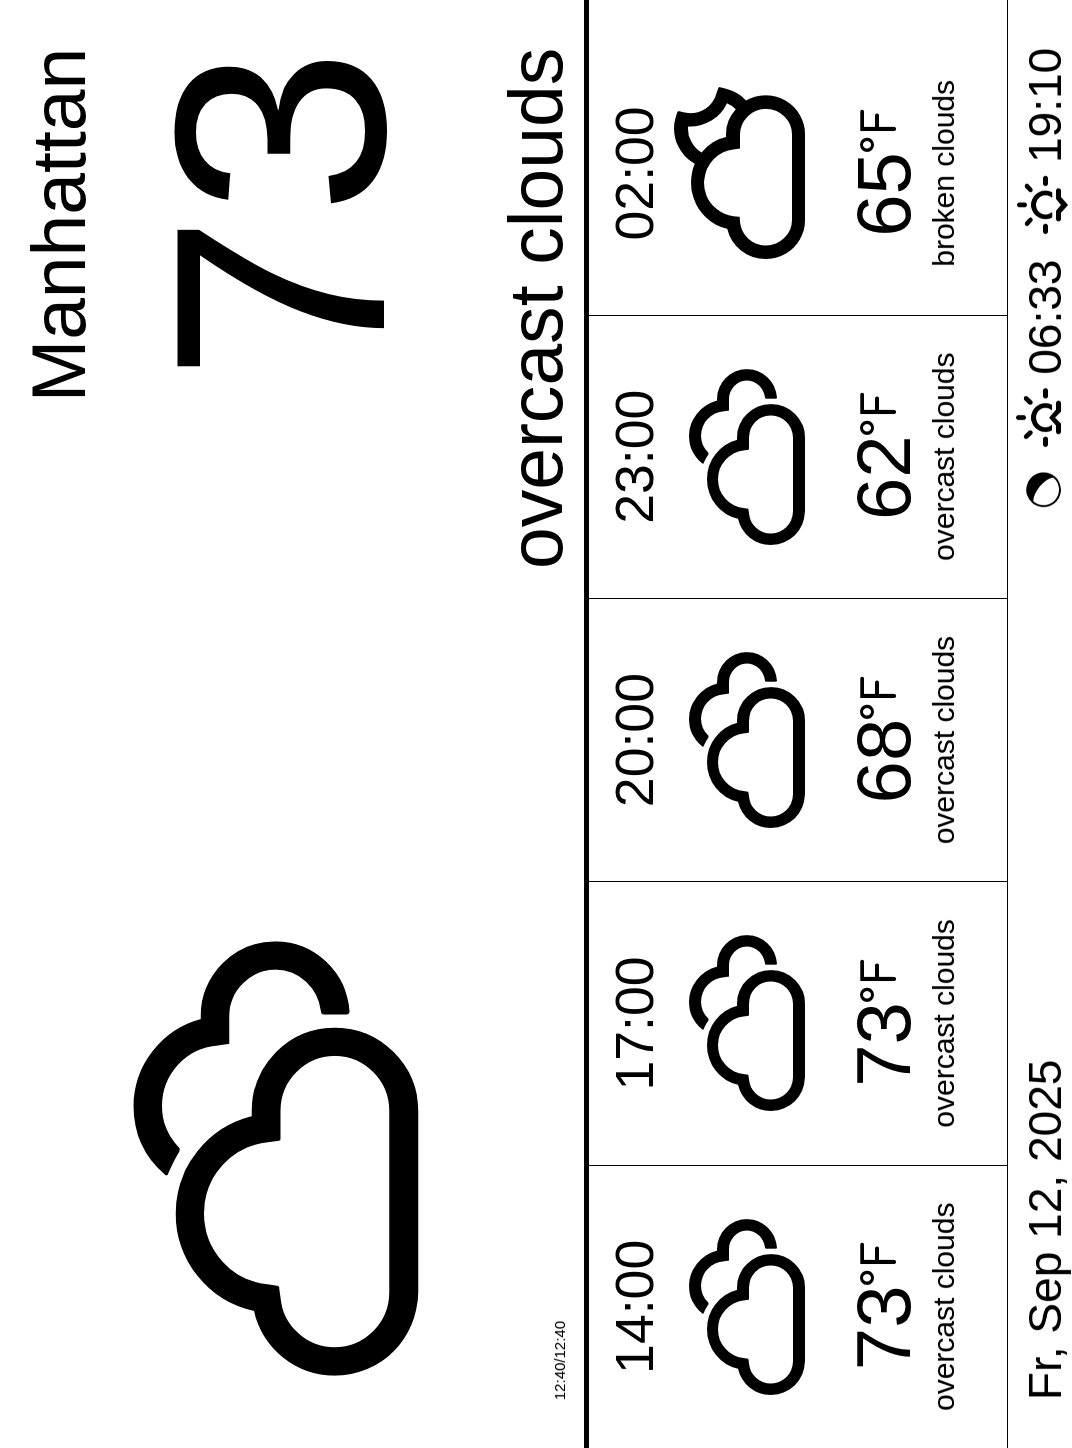 Manhattan
73
overcast clouds
12:40/12:40
14:00
73°F
overcast clouds
17:00
73°F
overcast clouds
20:00
68°F
overcast clouds
23:00
62°F
overcast clouds
02:00
65°F
broken clouds
Fr, Sep 12, 2025
06:33 19:10